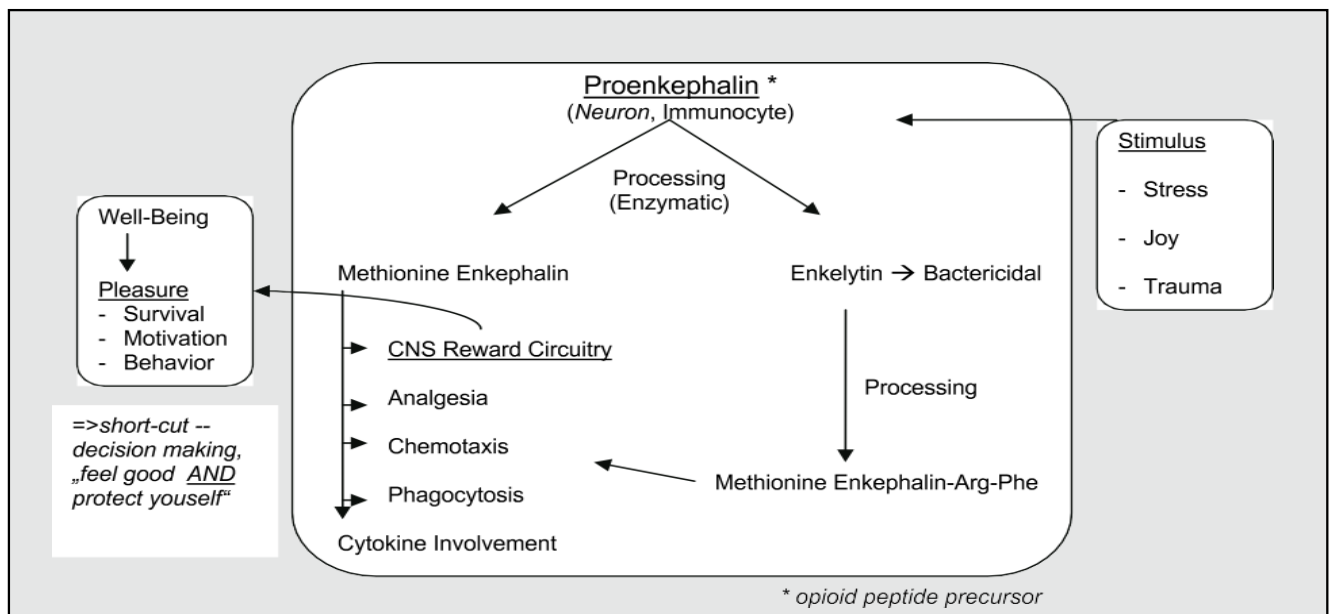 Proenkephalin *
(Neuron, Immunocyte)
Processing
(Enzymatic)
Stimulus
- Stress
- Joy
- Trauma
Well-Being
Pleasure
- Survival
- Motivation
- Behavior
Methionine Enkephalin
Enkelytin → Bactericidal
CNS Reward Circuitry
Analgesia
Chemotaxis
Phagocytosis
Cytokine Involvement
Processing
Methionine Enkephalin-Arg-Phe
=>short-cut --
decision making,
„feel good AND
protect youself“
* opioid peptide precursor